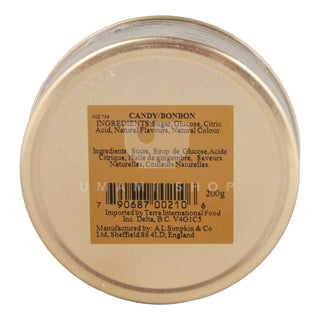 CANDY/BONBON
INGREDIENTS:Sugar, Glucose, Citric
Acid, Natural Flavours, Natural Colour.
Ingredients: Sucre, Sirop de Glucose,Acide
Citrique, Huile de gingembre, Saveurs
Naturelles, Couleurs Naturelles.
200g
7 90687 00210 6
Imported by Terra International Food
Inc. Delta, B.C. V4G1C5
Manufactured by: A L Simpkin & Co
Ltd, Sheffield S6 4LD, England